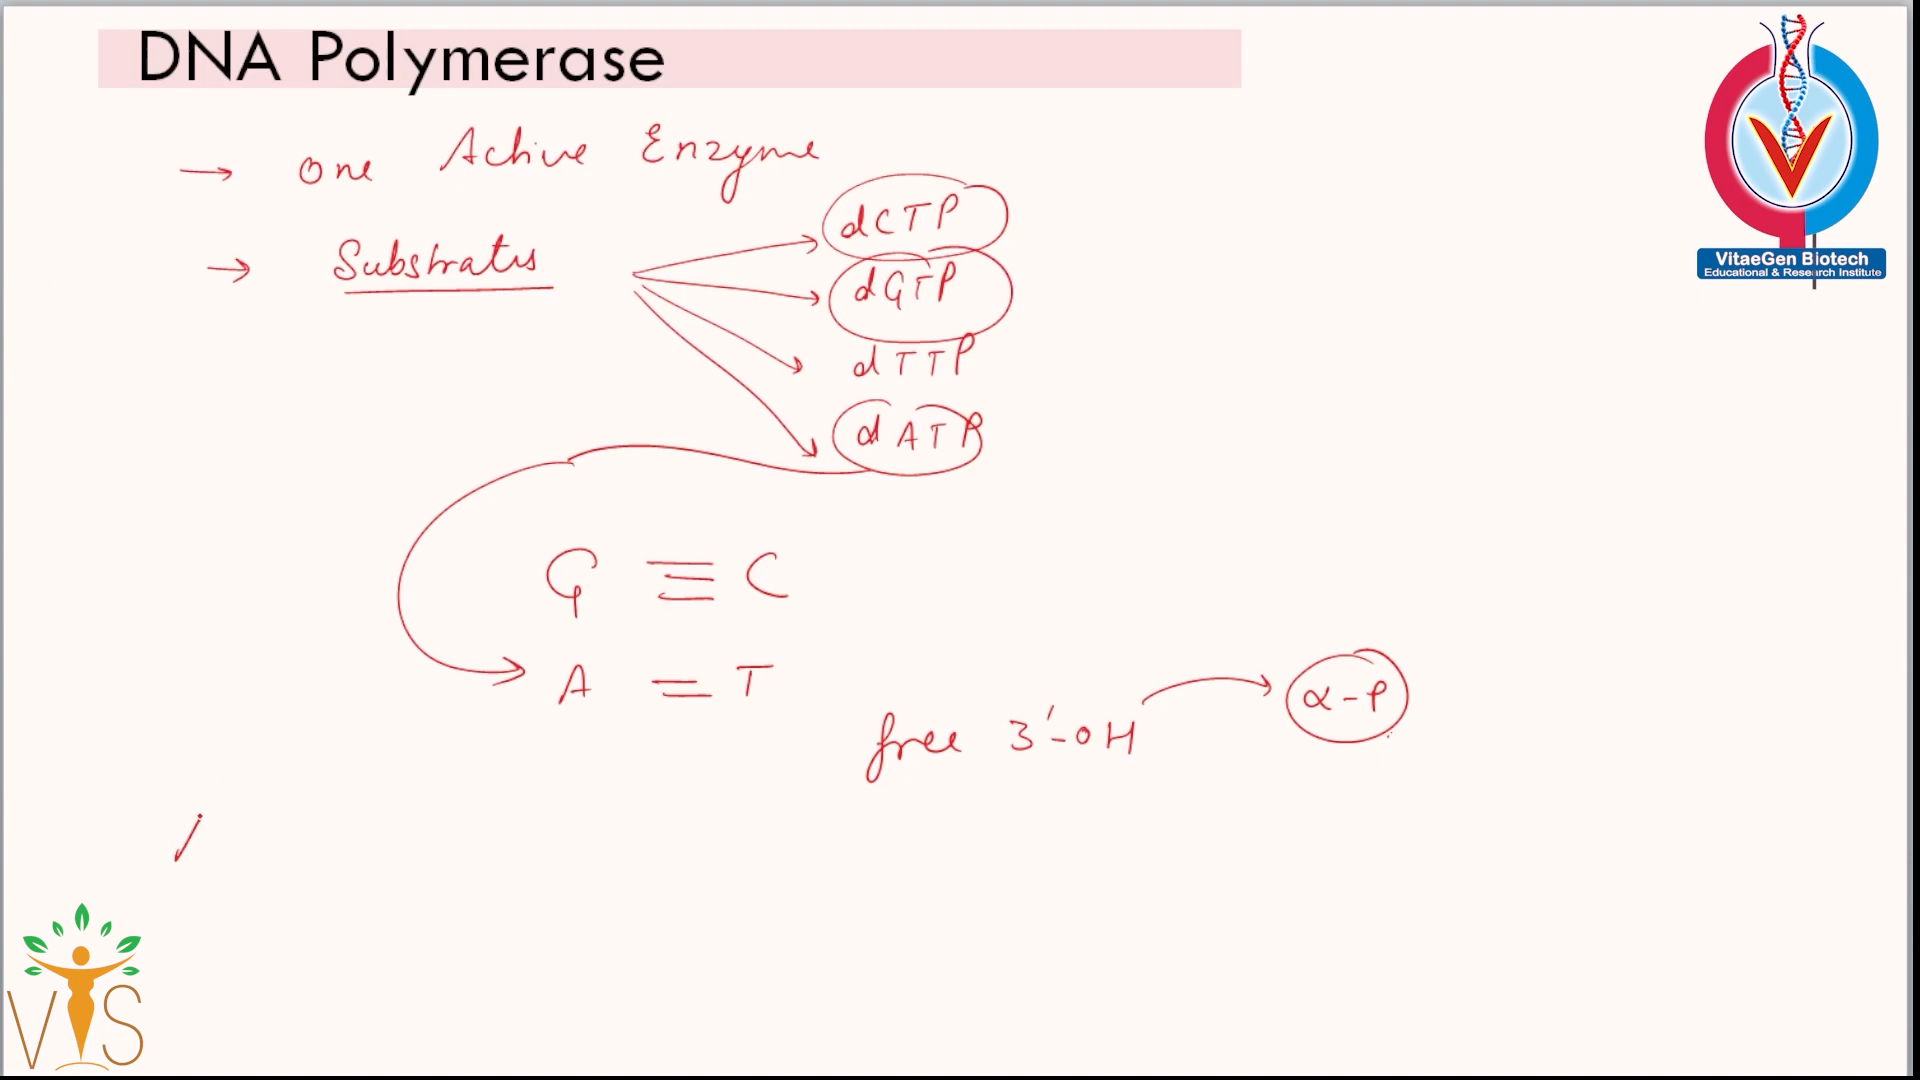 DNA Polymerase
→ One Active Enzyme
→ Substrates
dCTP
dGTP
dTTP
dATP
G ≡ C
A = T
free 3'-OH → α-P
VitaeGen Biotech
Educational & Research Institute
VIS